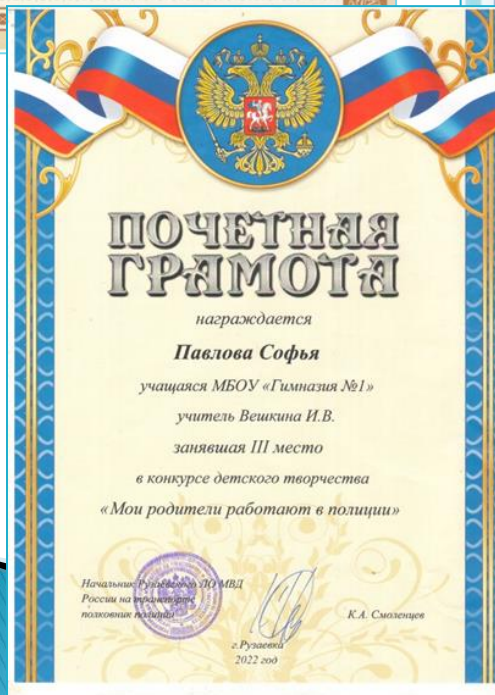 ПОЧЕТНАЯ
ГРАМОТА
награждается
Павлова Софья
учащаяся МБОУ «Гимназия №1»
учитель Вешкина И.В.
занявшая III место
в конкурсе детского творчества
«Мои родители работают в полиции»
Начальник Рузаевского ЛО МВД
России на транспорте
полковник полиции
К.А. Смоленцев
г.Рузаевка
2022 год